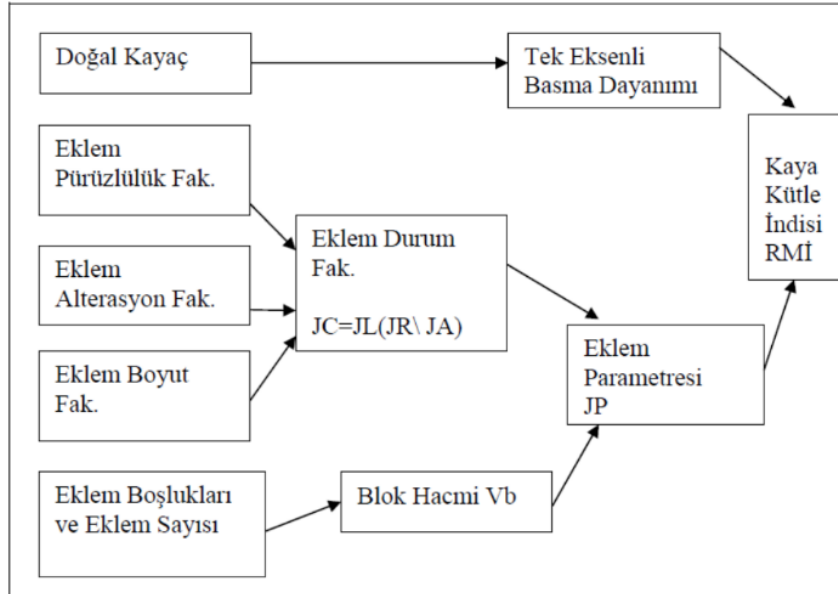 Doğal Kayaç
Tek Eksenli
Basma Dayanımı
Eklem
Pürüzlülük Fak.
Kaya
Kütle
İndisi
RMİ
Eklem Durum
Fak.
JC=JL(JR\ JA)
Eklem
Alterasyon Fak.
Eklem
Parametresi
JP
Eklem Boyut
Fak.
Eklem Boşlukları
ve Eklem Sayısı
Blok Hacmi Vb